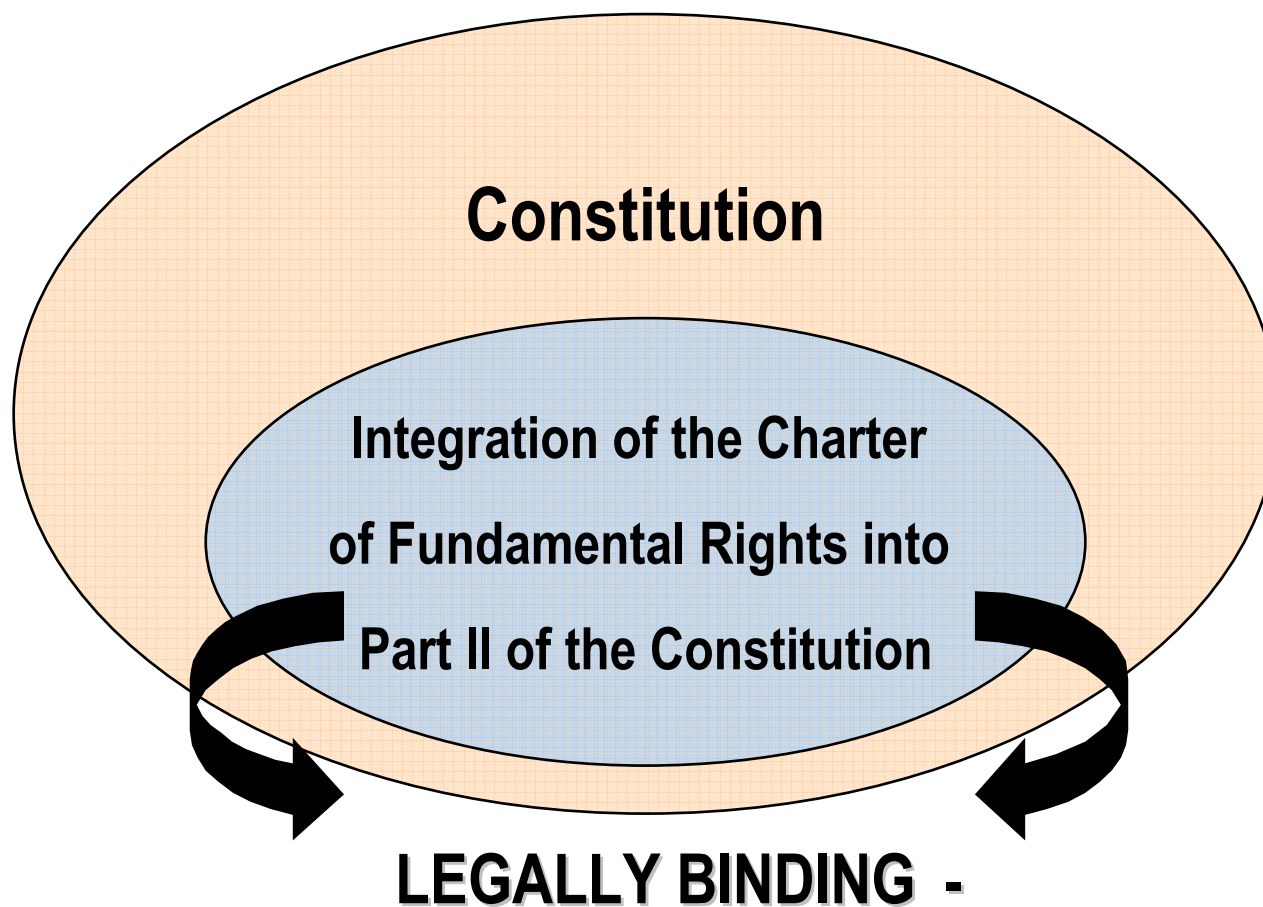 Constitution
Integration of the Charter
of Fundamental Rights into
Part II of the Constitution
LEGALLY BINDING -